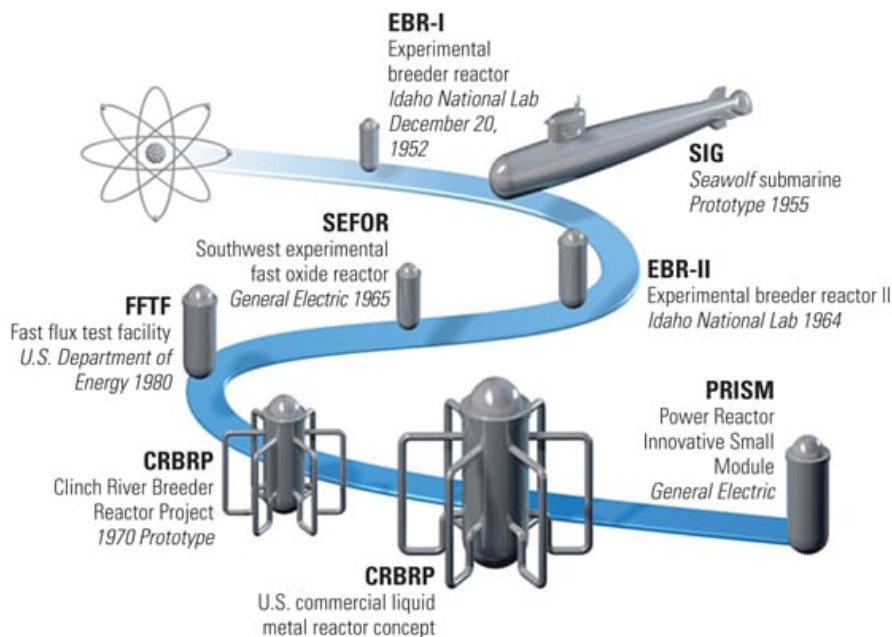 EBR-I
Experimental
breeder reactor
Idaho National Lab
December 20,
1952
SIG
Seawolf submarine
Prototype 1955
SEFOR
Southwest experimental
fast oxide reactor
General Electric 1965
EBR-II
Experimental breeder reactor II
Idaho National Lab 1964
FFTF
Fast flux test facility
U.S. Department of
Energy 1980
PRISM
Power Reactor
Innovative Small
Module
General Electric
CRBRP
Clinch River Breeder
Reactor Project
1970 Prototype
CRBRP
U.S. commercial liquid
metal reactor concept